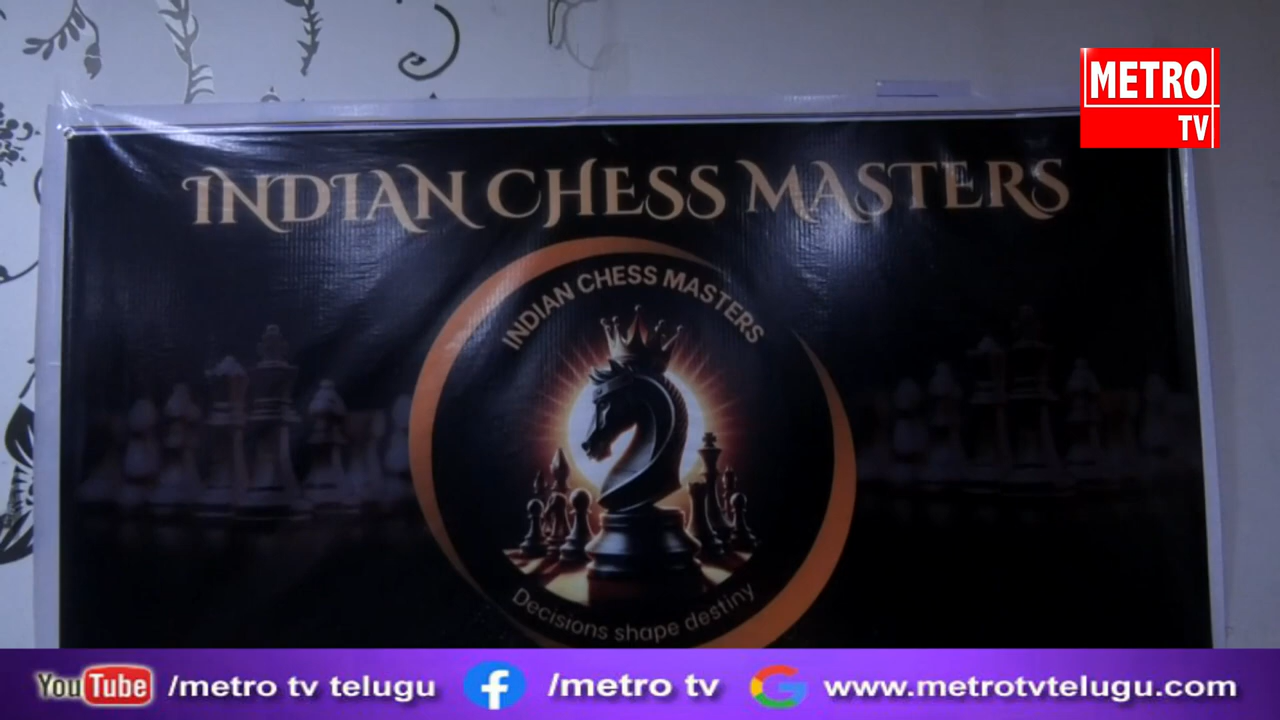 METRO
TV
INDIAN CHESS MASTERS
INDIAN CHESS MASTERS
Decisions shape destiny
YouTube /metro tv telugu /metro tv www.metrotvtelugu.com